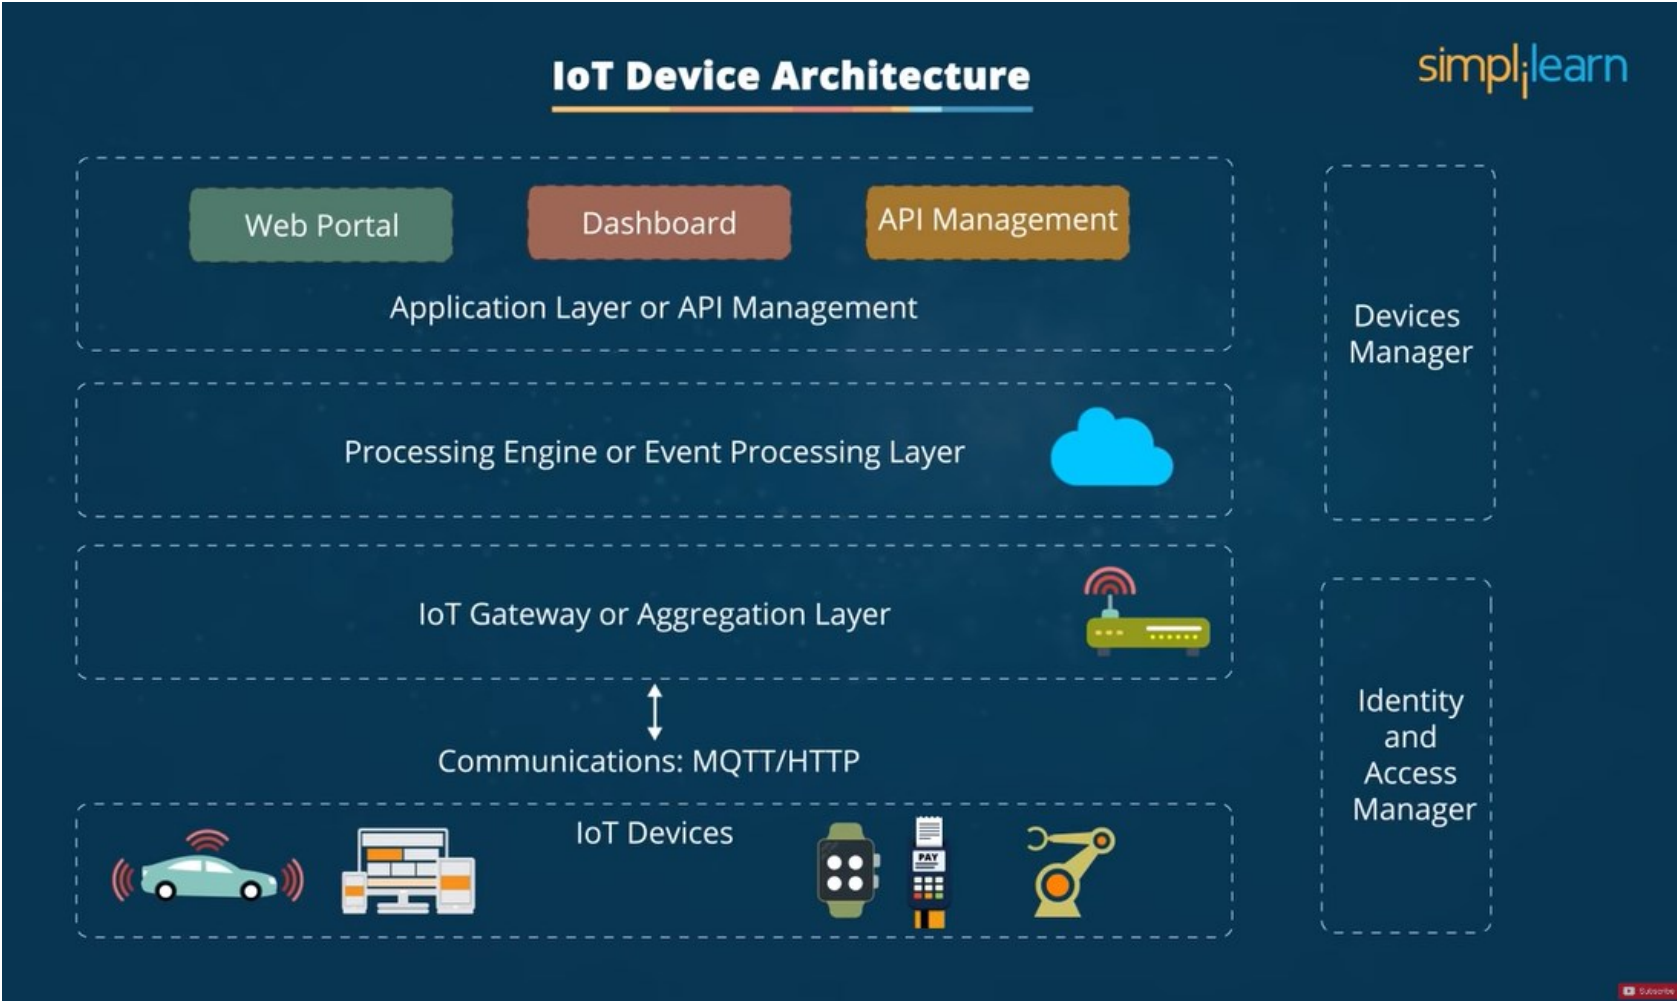 IoT Device Architecture
simplilearn
Web Portal
Dashboard
API Management
Application Layer or API Management
Processing Engine or Event Processing Layer
IoT Gateway or Aggregation Layer
Communications: MQTT/HTTP
IoT Devices
PAY
Devices
Manager
Identity
and
Access
Manager
Subscribe